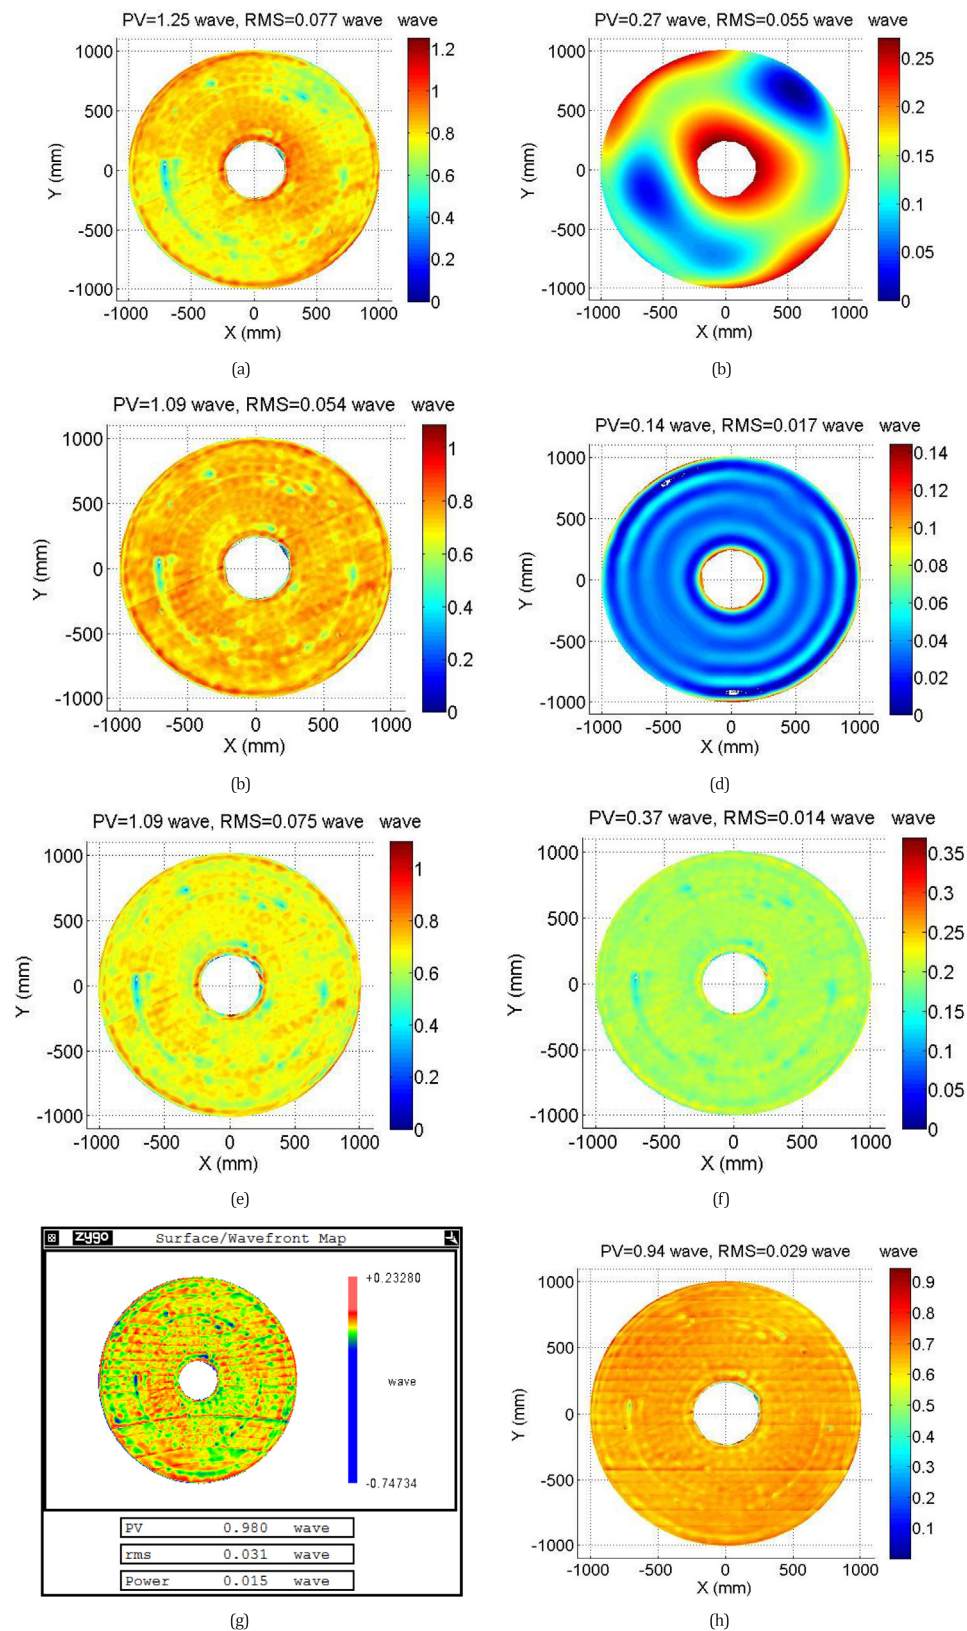 PV=1.25 wave, RMS=0.077 wave wave
1000
500
0
-500
-1000
Y (mm)
-1000 -500 0 500 1000
X (mm)
1.2
1
0.8
0.6
0.4
0.2
0
(a)
PV=0.27 wave, RMS=0.055 wave wave
1000
500
0
-500
-1000
Y (mm)
-1000 -500 0 500 1000
X (mm)
0.25
0.2
0.15
0.1
0.05
0
(b)
PV=1.09 wave, RMS=0.054 wave wave
1000
500
0
-500
-1000
Y (mm)
-1000 -500 0 500 1000
X (mm)
1
0.8
0.6
0.4
0.2
0
(b)
PV=0.14 wave, RMS=0.017 wave wave
1000
500
0
-500
-1000
Y (mm)
-1000 -500 0 500 1000
X (mm)
0.14
0.12
0.1
0.08
0.06
0.04
0.02
0
(d)
PV=1.09 wave, RMS=0.075 wave wave
1000
500
0
-500
-1000
Y (mm)
-1000 -500 0 500 1000
X (mm)
1
0.8
0.6
0.4
0.2
0
(e)
PV=0.37 wave, RMS=0.014 wave wave
1000
500
0
-500
-1000
Y (mm)
-1000 -500 0 500 1000
X (mm)
0.35
0.3
0.25
0.2
0.15
0.1
0.05
0
(f)
zygo Surface/Wavefront Map
+0.23280
wave
-0.74734
PV 0.980 wave
rms 0.031 wave
Power 0.015 wave
(g)
PV=0.94 wave, RMS=0.029 wave wave
1000
500
0
-500
-1000
Y (mm)
-1000 -500 0 500 1000
X (mm)
0.9
0.8
0.7
0.6
0.5
0.4
0.3
0.2
0.1
(h)